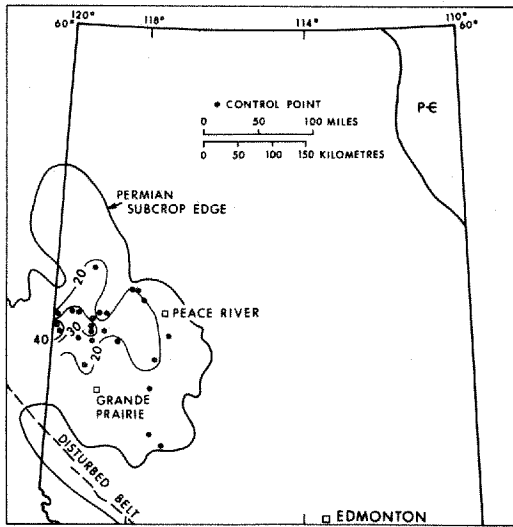 120°
60°
118°
114°
110°
60°
P-Є
• CONTROL POINT
0 50 100 MILES
0 50 100 150 KILOMETRES
PERMIAN
SUBCROP EDGE
20
PEACE RIVER
40
30
20
GRANDE
PRAIRIE
DISTURBED BELT
EDMONTON